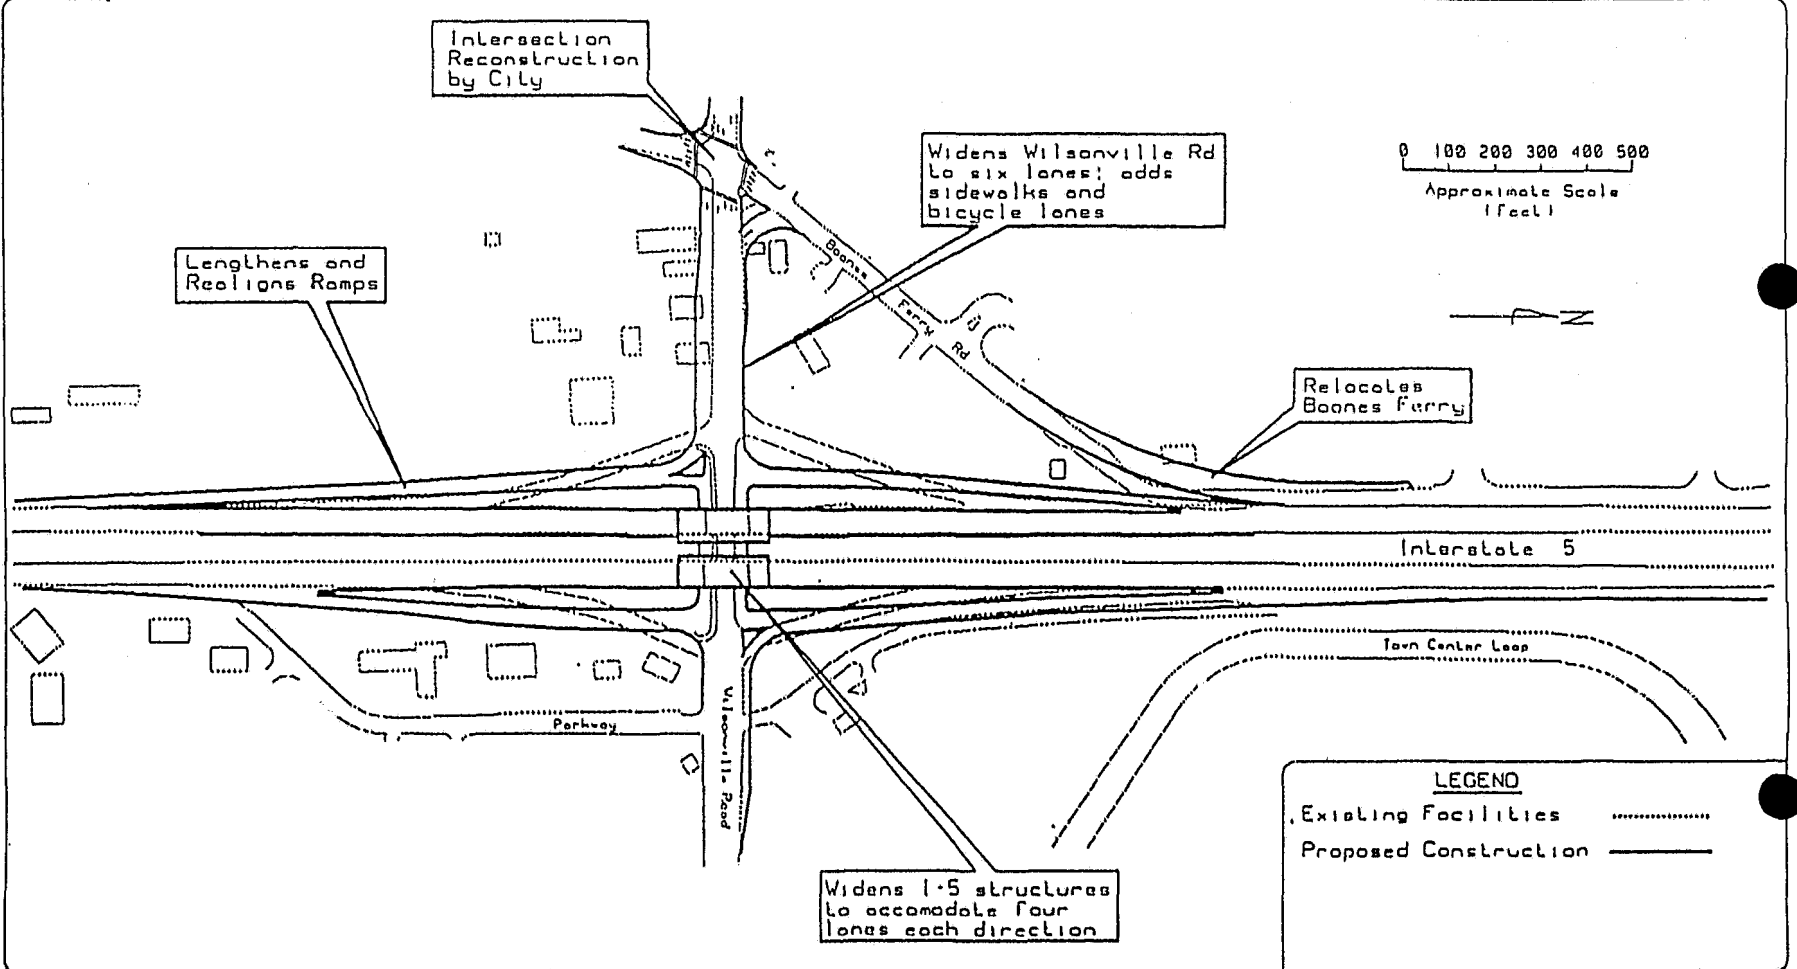 Intersection
Reconstruction
by City
Widens Wilsonville Rd
to six lanes; adds
sidewalks and
bicycle lanes
0 100 200 300 400 500
Approximate Scale
(Feet)
Lengthens and
Realigns Ramps
Boones Ferry Rd
N
Relocates
Boones Ferry
Interstate 5
Town Center Loop
Parkway
Wilsonville Road
Widens I-5 structures
to accomodate four
lanes each direction
LEGEND
Existing Facilities
Proposed Construction